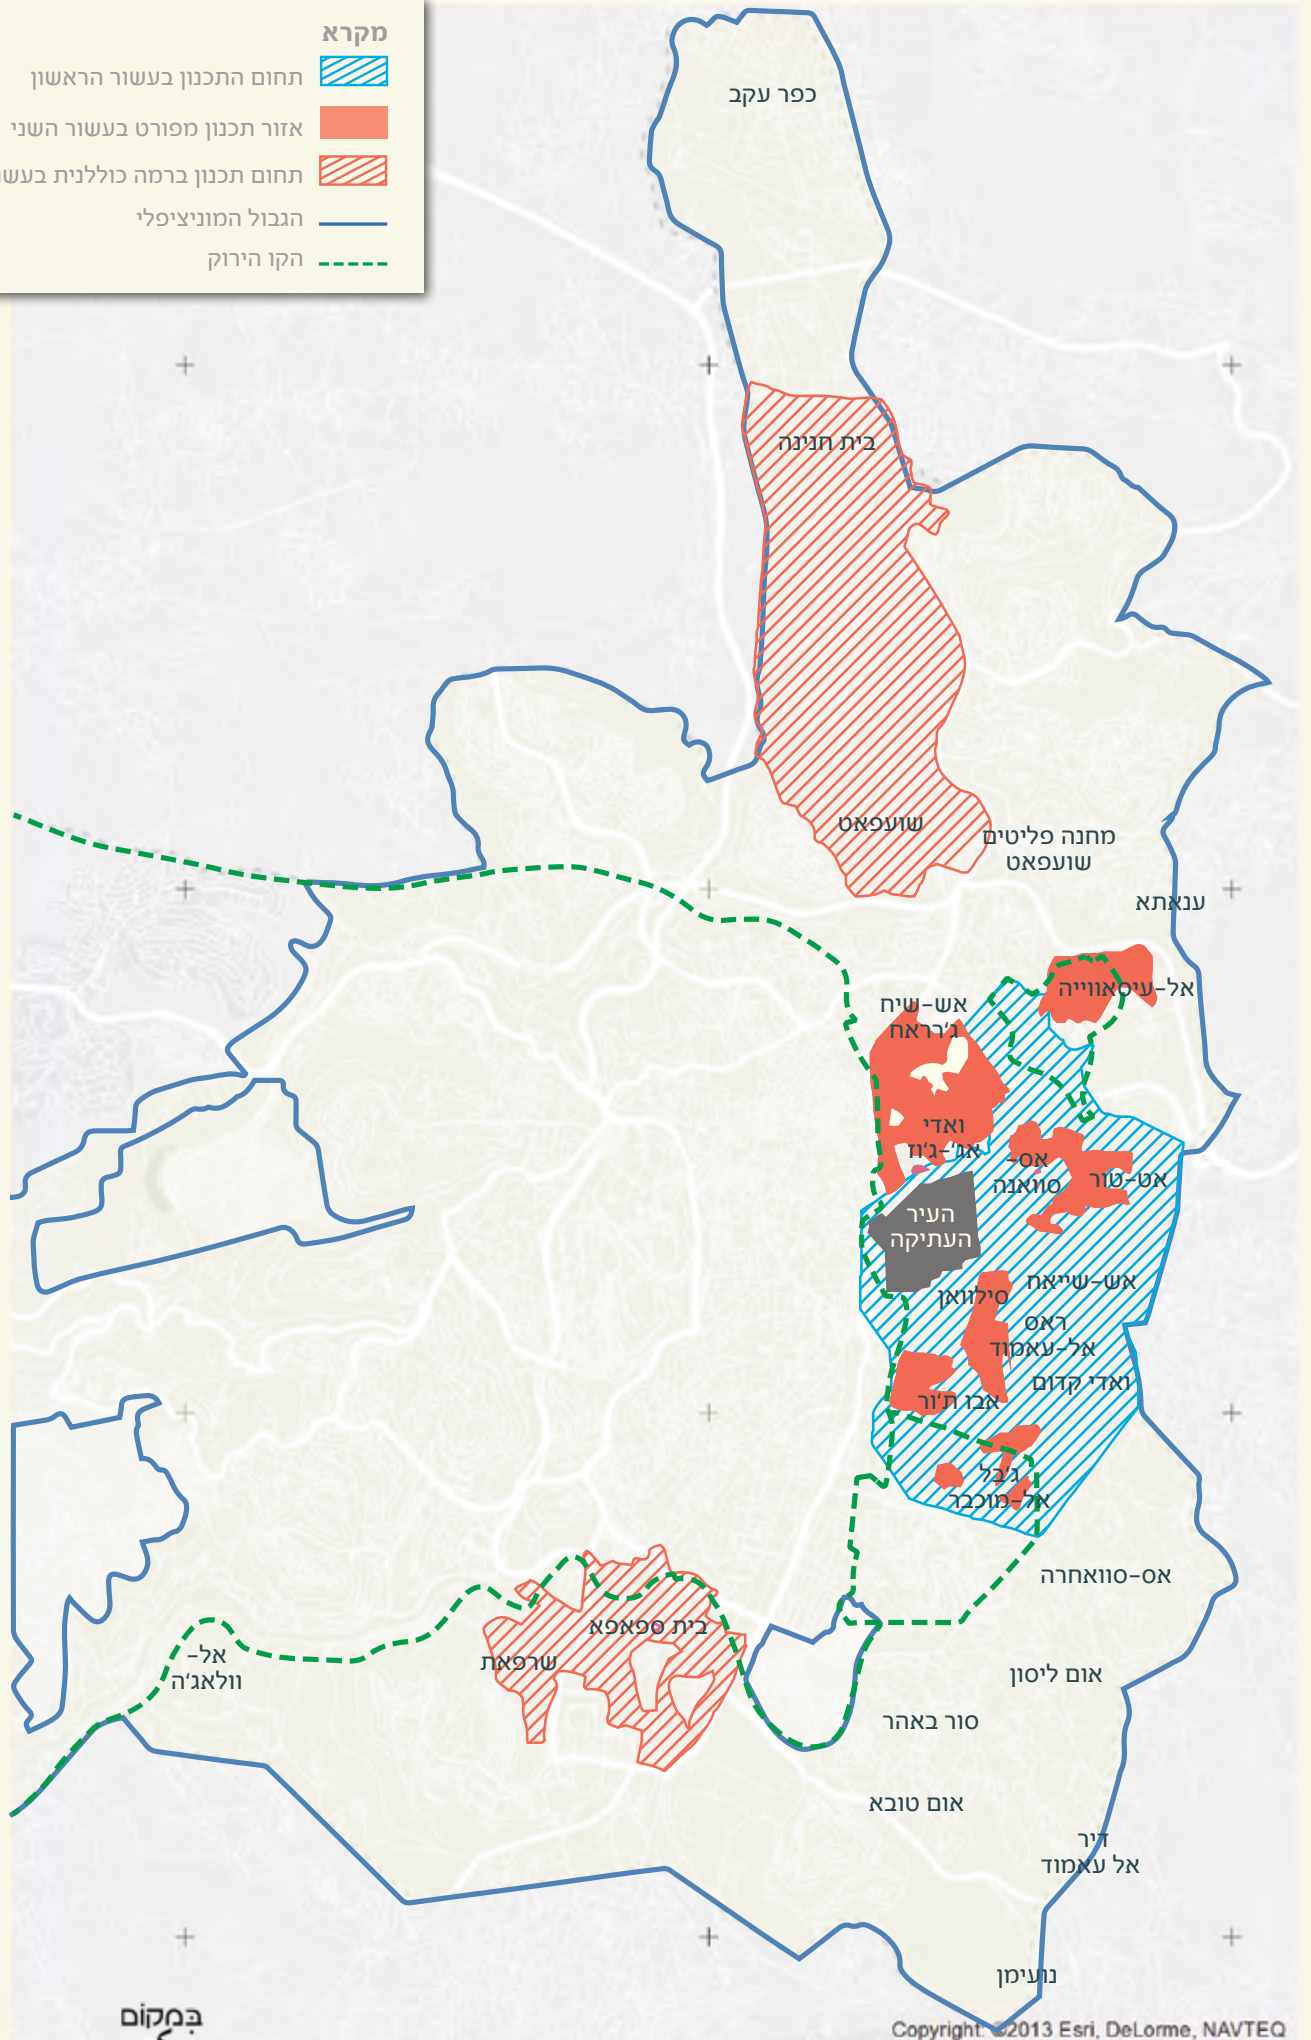 מקרא
תחום התכנון בעשור הראשון
אזור תכנון מפורט בעשור השני
תחום תכנון ברמה כוללנית בעש
הגבול המוניציפלי
הקו הירוק
כפר עקב
בית חנינה
שועפאט
מחנה פליטים
שועפאט
ענאתא
אל-עיסאווייה
אש-שיח
ג'רראח
ואדי
אג'-ג'וז
אס-
סוואנה
אט-טור
העיר
העתיקה
אש-שייאח
סילוואן
ראס
אל-עאמוד
ואדי קדום
אבו ת'ור
ג'בל
אל-מוכבר
אס-סוואחרה
בית ספאפא
שרפאת
אל-
וולאג'ה
אום ליסון
סור באהר
אום טובא
דיר
אל עאמוד
נועימן
במקום
Copyright: ©2013 Esri, DeLorme, NAVTEQ